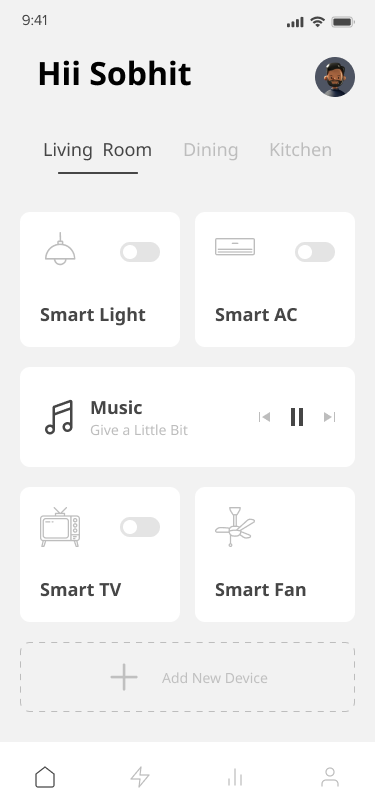 9:41
Hii Sobhit
Living Room Dining Kitchen
Smart Light Smart AC
Music
Give a Little Bit
Smart TV Smart Fan
Add New Device